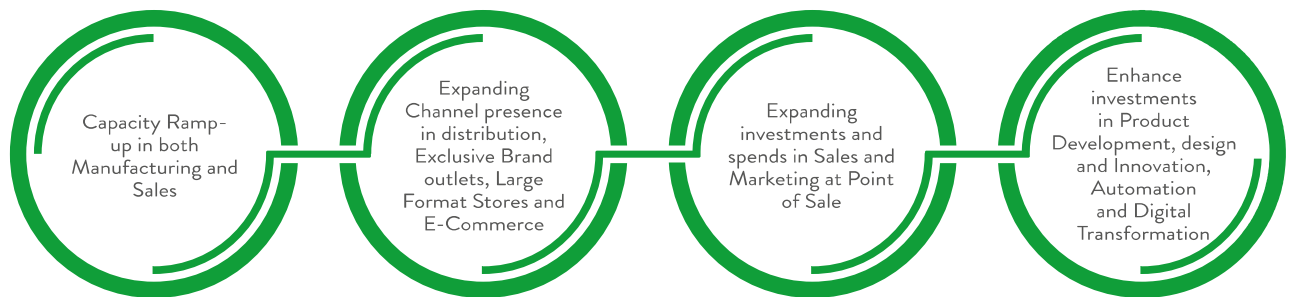 Capacity Ramp-
up in both
Manufacturing and
Sales
Expanding
Channel presence
in distribution,
Exclusive Brand
outlets, Large
Format Stores and
E-Commerce
Expanding
investments and
spends in Sales and
Marketing at Point
of Sale
Enhance
investments
in Product
Development, design
and Innovation,
Automation
and Digital
Transformation